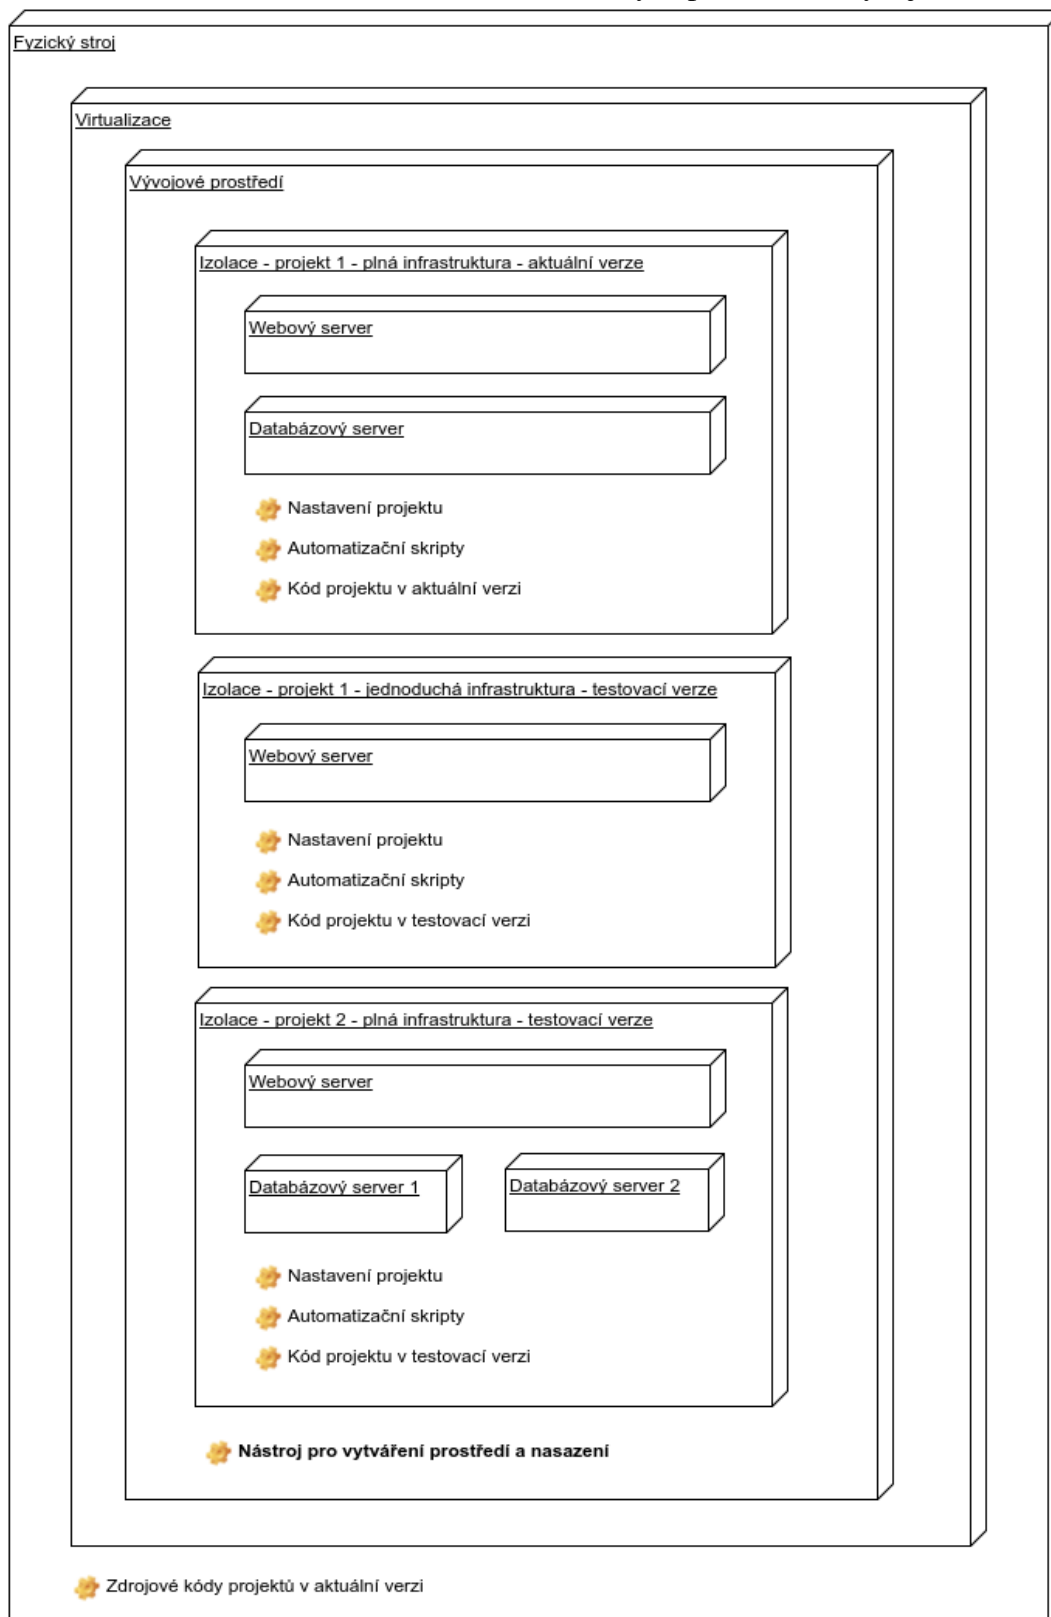 Fyzický stroj
Virtualizace
Vývojové prostředí
Izolace - projekt 1 - plná infrastruktura - aktuální verze
Webový server
Databázový server
Nastavení projektu
Automatizační skripty
Kód projektu v aktuální verzi
Izolace - projekt 1 - jednoduchá infrastruktura - testovací verze
Webový server
Nastavení projektu
Automatizační skripty
Kód projektu v testovací verzi
Izolace - projekt 2 - plná infrastruktura - testovací verze
Webový server
Databázový server 1
Databázový server 2
Nastavení projektu
Automatizační skripty
Kód projektu v testovací verzi
Nástroj pro vytváření prostředí a nasazení
Zdrojové kódy projektů v aktuální verzi